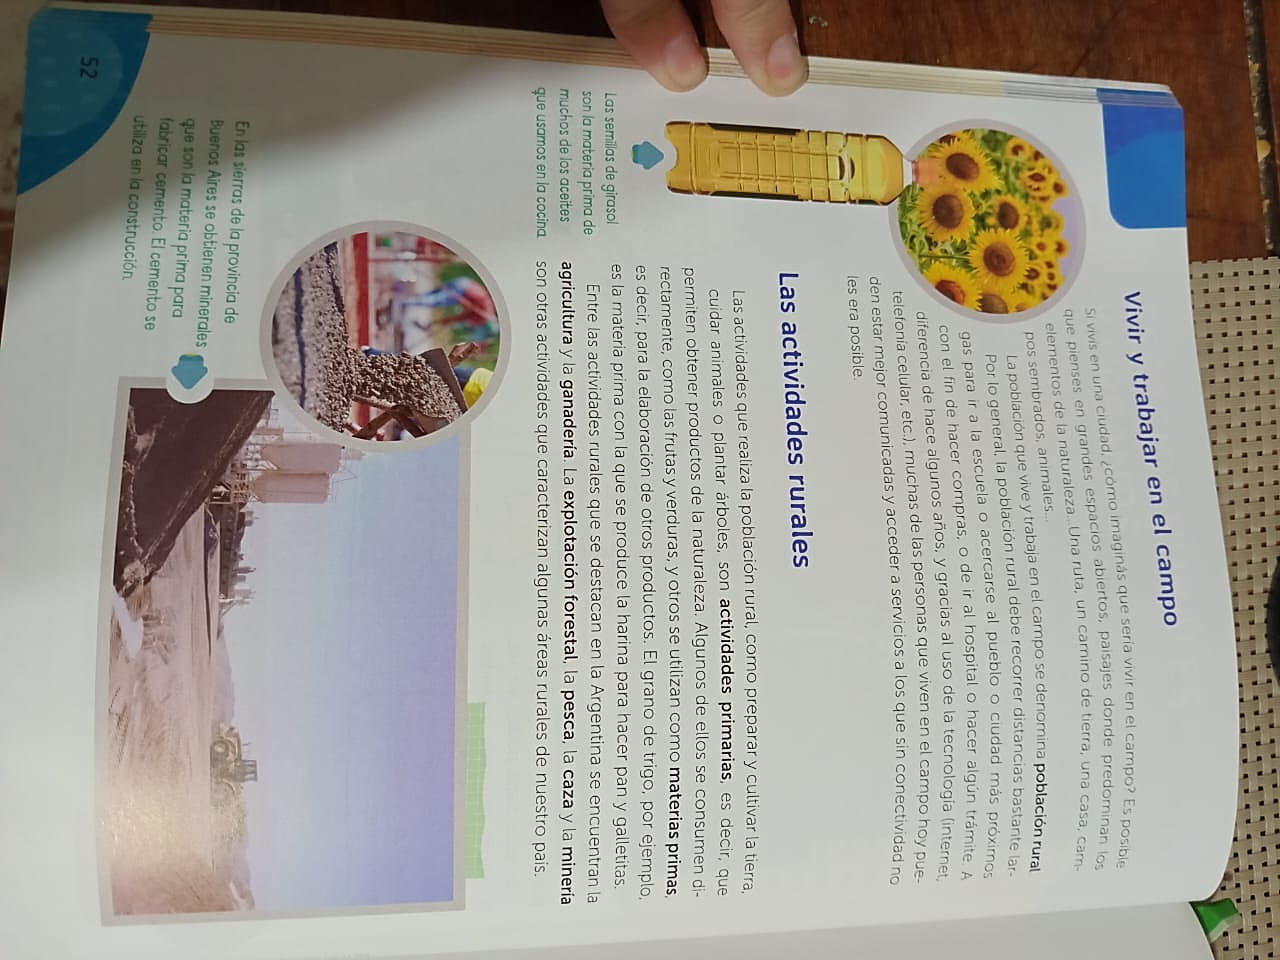 Vivir y trabajar en el campo
Si vivís en una ciudad, ¿cómo imaginás que sería vivir en el campo? Es posible
que pienses en grandes espacios abiertos, paisajes donde predominan los
elementos de la naturaleza... Una ruta, un camino de tierra, una casa, cam-
pos sembrados, animales...
La población que vive y trabaja en el campo se denomina población rural.
Por lo general, la población rural debe recorrer distancias bastante lar-
gas para ir a la escuela o acercarse al pueblo o ciudad más próximos
con el fin de hacer compras, o de ir al hospital o hacer algún trámite. A
diferencia de hace algunos años, y gracias al uso de la tecnología (internet,
telefonía celular, etc.), muchas de las personas que viven en el campo hoy pue-
den estar mejor comunicadas y acceder a servicios a los que sin conectividad no
les era posible.
Las actividades rurales
Las actividades que realiza la población rural, como preparar y cultivar la tierra,
cuidar animales o plantar árboles, son actividades primarias, es decir, que
permiten obtener productos de la naturaleza. Algunos de ellos se consumen di-
rectamente, como las frutas y verduras, y otros se utilizan como materias primas,
es decir, para la elaboración de otros productos. El grano de trigo, por ejemplo,
es la materia prima con la que se produce la harina para hacer pan y galletitas.
Entre las actividades rurales que se destacan en la Argentina se encuentran la
agricultura y la ganadería. La explotación forestal, la pesca, la caza y la minería
son otras actividades que caracterizan algunas áreas rurales de nuestro país.
Las semillas de girasol
son la materia prima de
muchos de los aceites
que usamos en la cocina.
En las sierras de la provincia de
Buenos Aires se obtienen minerales
que son la materia prima para
fabricar cemento. El cemento se
utiliza en la construcción.
52